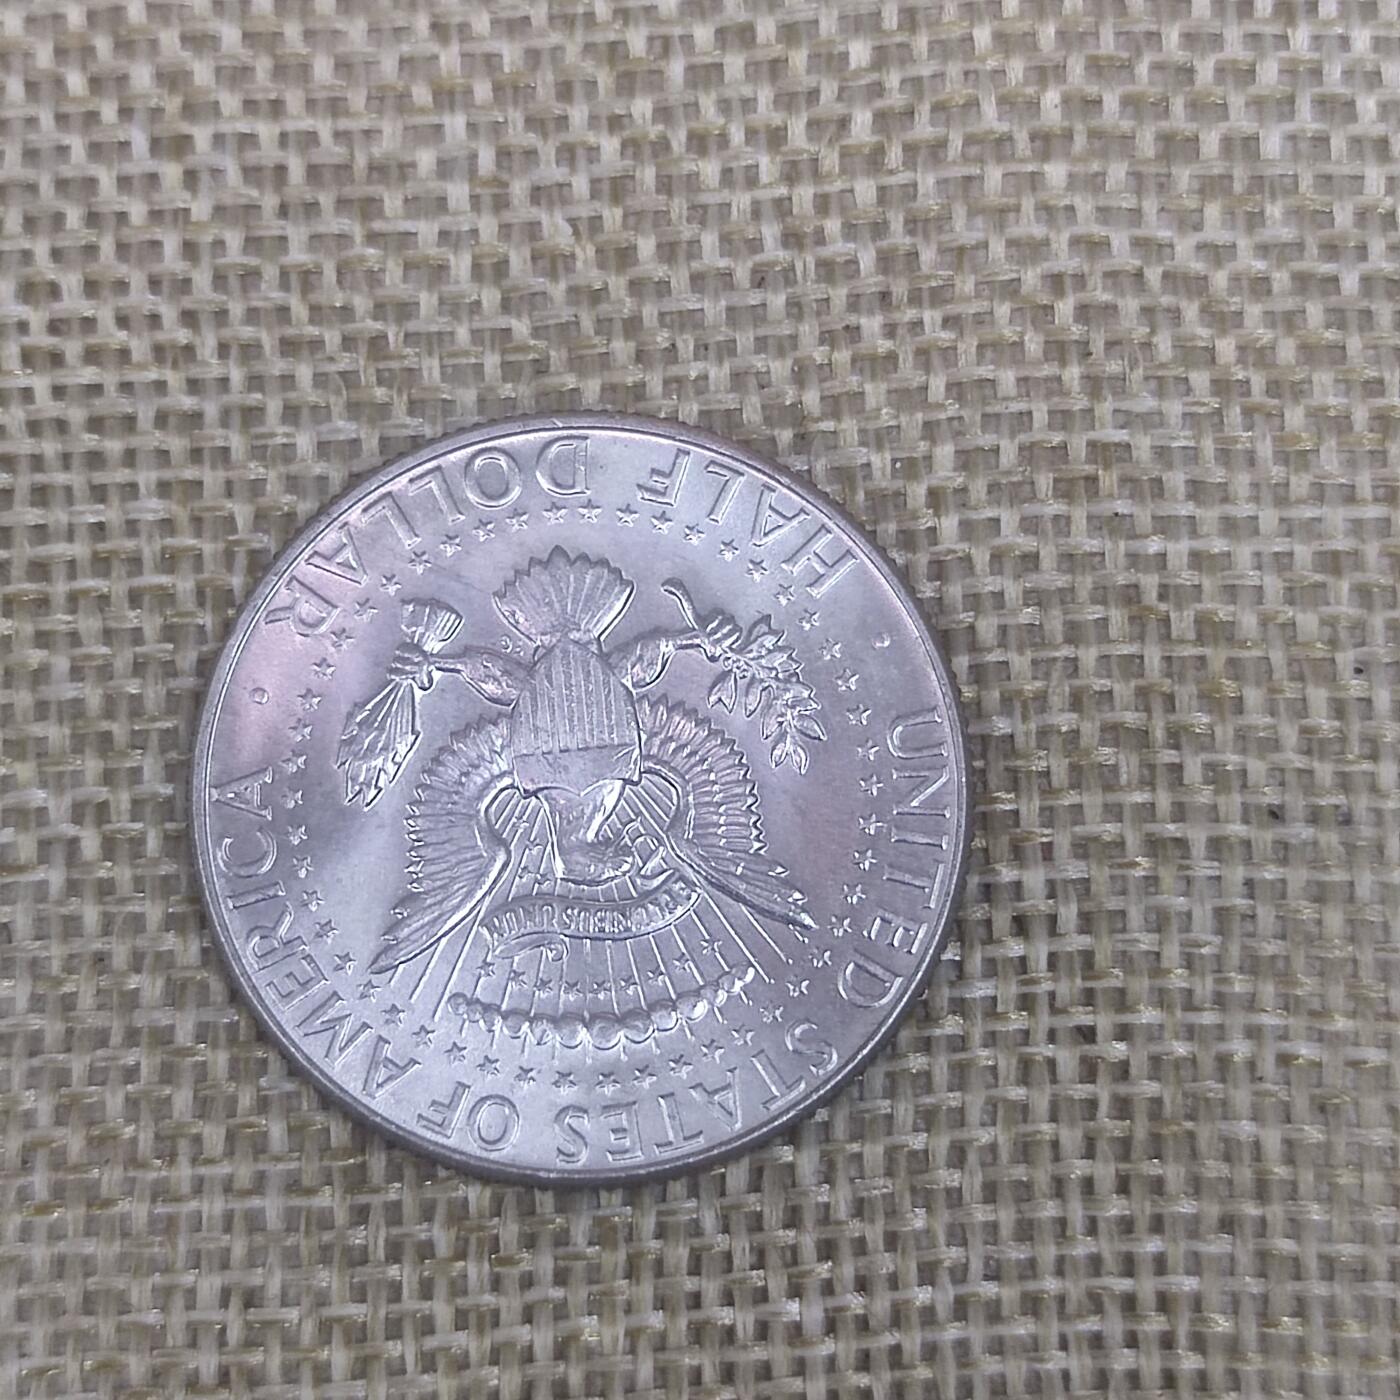 UNITED STATES OF AMERICA
HALF DOLLAR